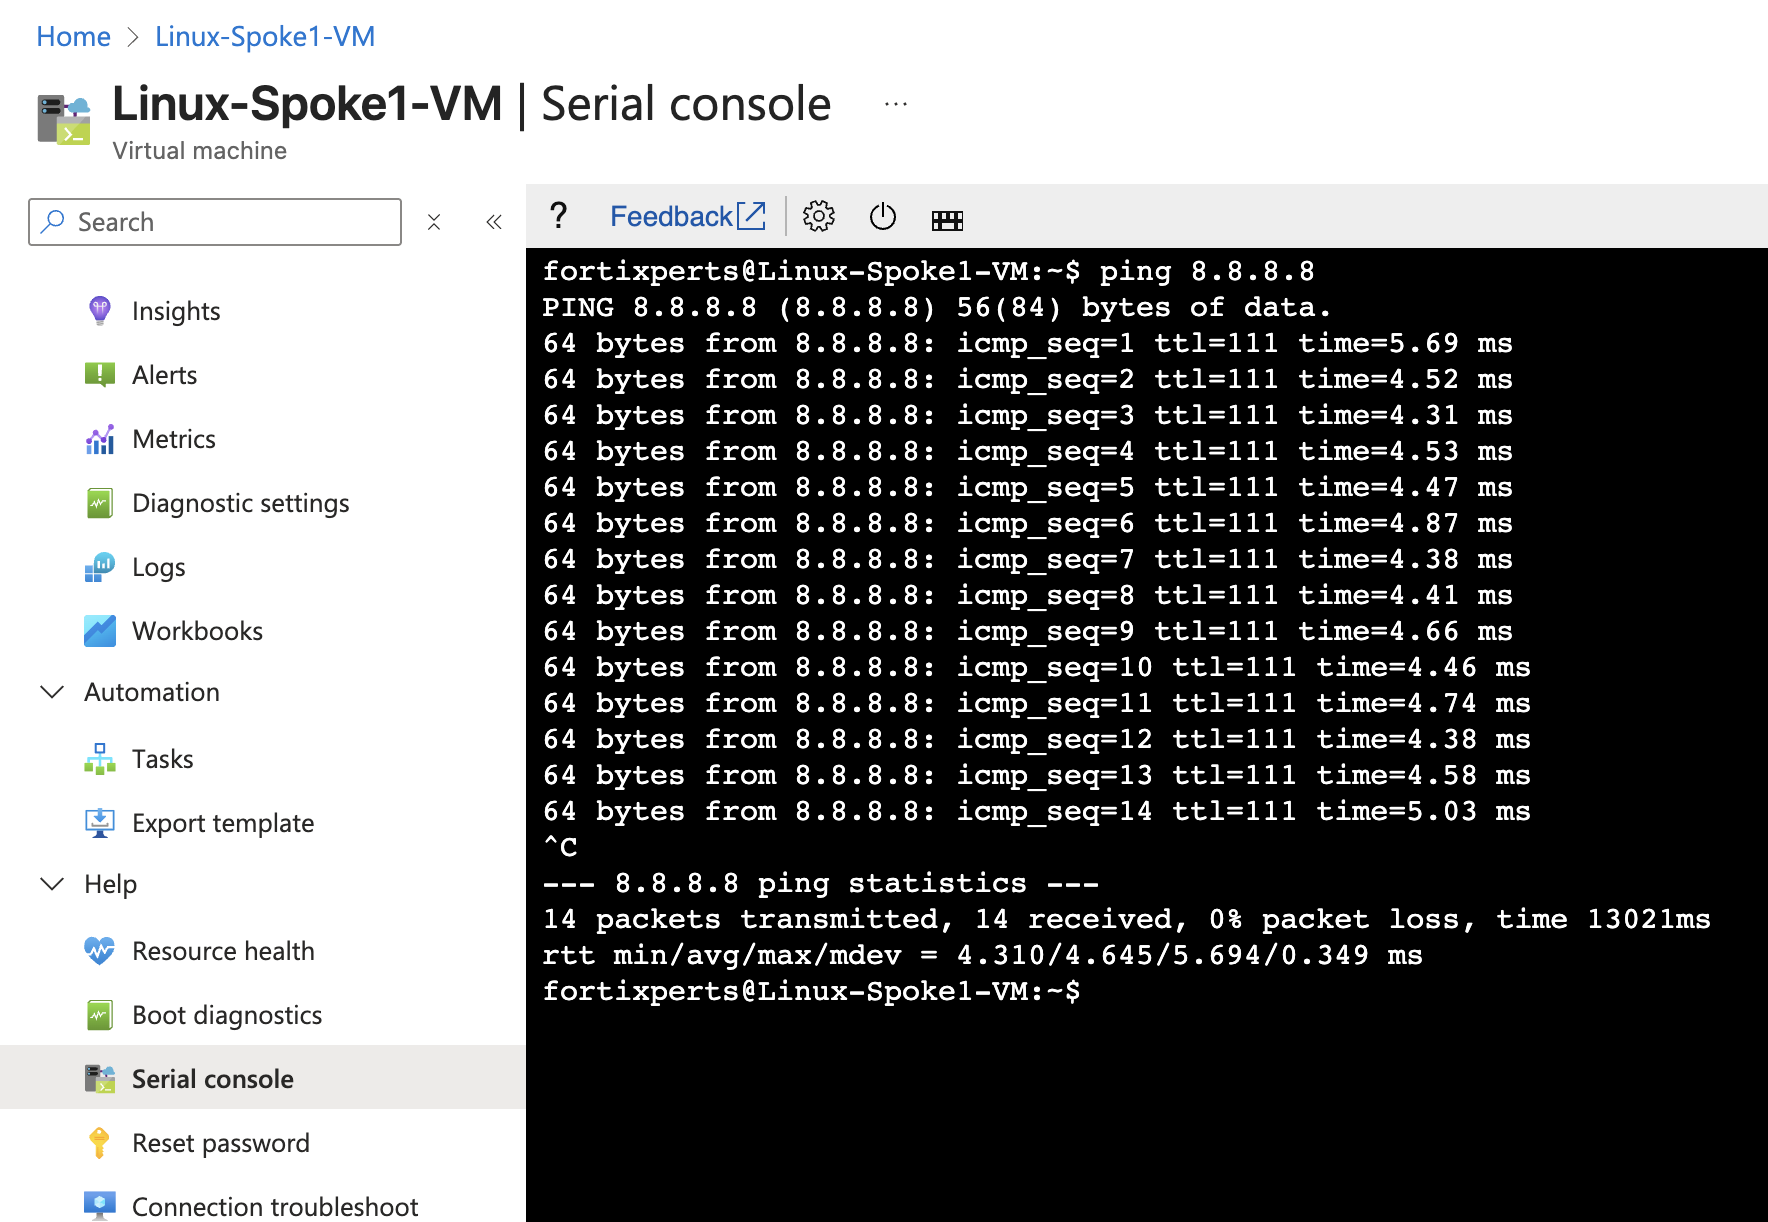 Home > Linux-Spoke1-VM
Linux-Spoke1-VM | Serial console ...
Virtual machine
Search
Insights
Alerts
Metrics
Diagnostic settings
Logs
Workbooks
Automation
Tasks
Export template
Help
Resource health
Boot diagnostics
Serial console
Reset password
Connection troubleshoot
? Feedback
fortixperts@Linux-Spoke1-VM:~$ ping 8.8.8.8
PING 8.8.8.8 (8.8.8.8) 56(84) bytes of data.
64 bytes from 8.8.8.8: icmp_seq=1 ttl=111 time=5.69 ms
64 bytes from 8.8.8.8: icmp_seq=2 ttl=111 time=4.52 ms
64 bytes from 8.8.8.8: icmp_seq=3 ttl=111 time=4.31 ms
64 bytes from 8.8.8.8: icmp_seq=4 ttl=111 time=4.53 ms
64 bytes from 8.8.8.8: icmp_seq=5 ttl=111 time=4.47 ms
64 bytes from 8.8.8.8: icmp_seq=6 ttl=111 time=4.87 ms
64 bytes from 8.8.8.8: icmp_seq=7 ttl=111 time=4.38 ms
64 bytes from 8.8.8.8: icmp_seq=8 ttl=111 time=4.41 ms
64 bytes from 8.8.8.8: icmp_seq=9 ttl=111 time=4.66 ms
64 bytes from 8.8.8.8: icmp_seq=10 ttl=111 time=4.46 ms
64 bytes from 8.8.8.8: icmp_seq=11 ttl=111 time=4.74 ms
64 bytes from 8.8.8.8: icmp_seq=12 ttl=111 time=4.38 ms
64 bytes from 8.8.8.8: icmp_seq=13 ttl=111 time=4.58 ms
64 bytes from 8.8.8.8: icmp_seq=14 ttl=111 time=5.03 ms
^C
--- 8.8.8.8 ping statistics ---
14 packets transmitted, 14 received, 0% packet loss, time 13021ms
rtt min/avg/max/mdev = 4.310/4.645/5.694/0.349 ms
fortixperts@Linux-Spoke1-VM:~$